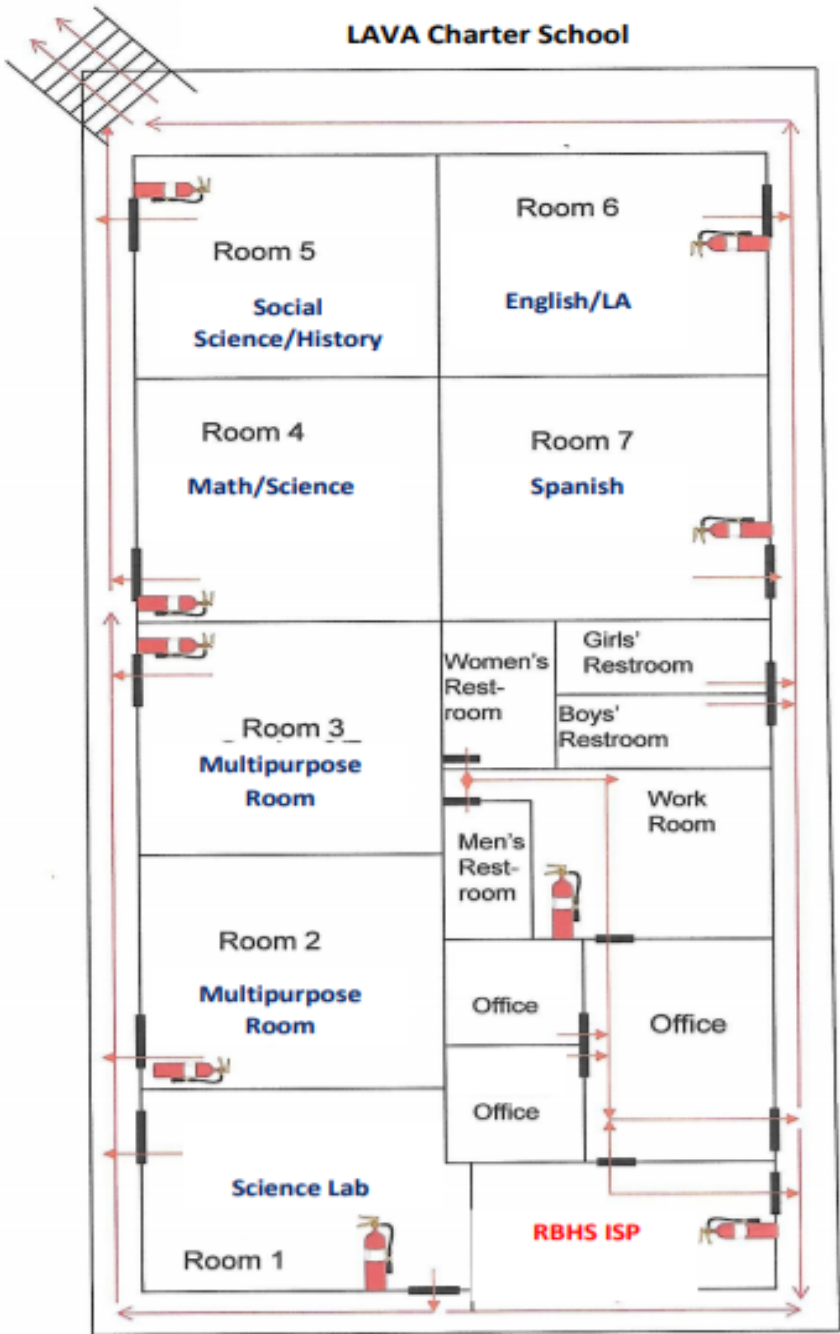 LAVA Charter School
Room 5
Social
Science/History
Room 6
English/LA
Room 4
Math/Science
Room 7
Spanish
Women's
Rest-
room
Girls'
Restroom
Boys'
Restroom
Room 3
Multipurpose
Room
Work
Room
Men's
Rest-
room
Room 2
Multipurpose
Room
Office
Office
Office
Science Lab
Room 1
RBHS ISP